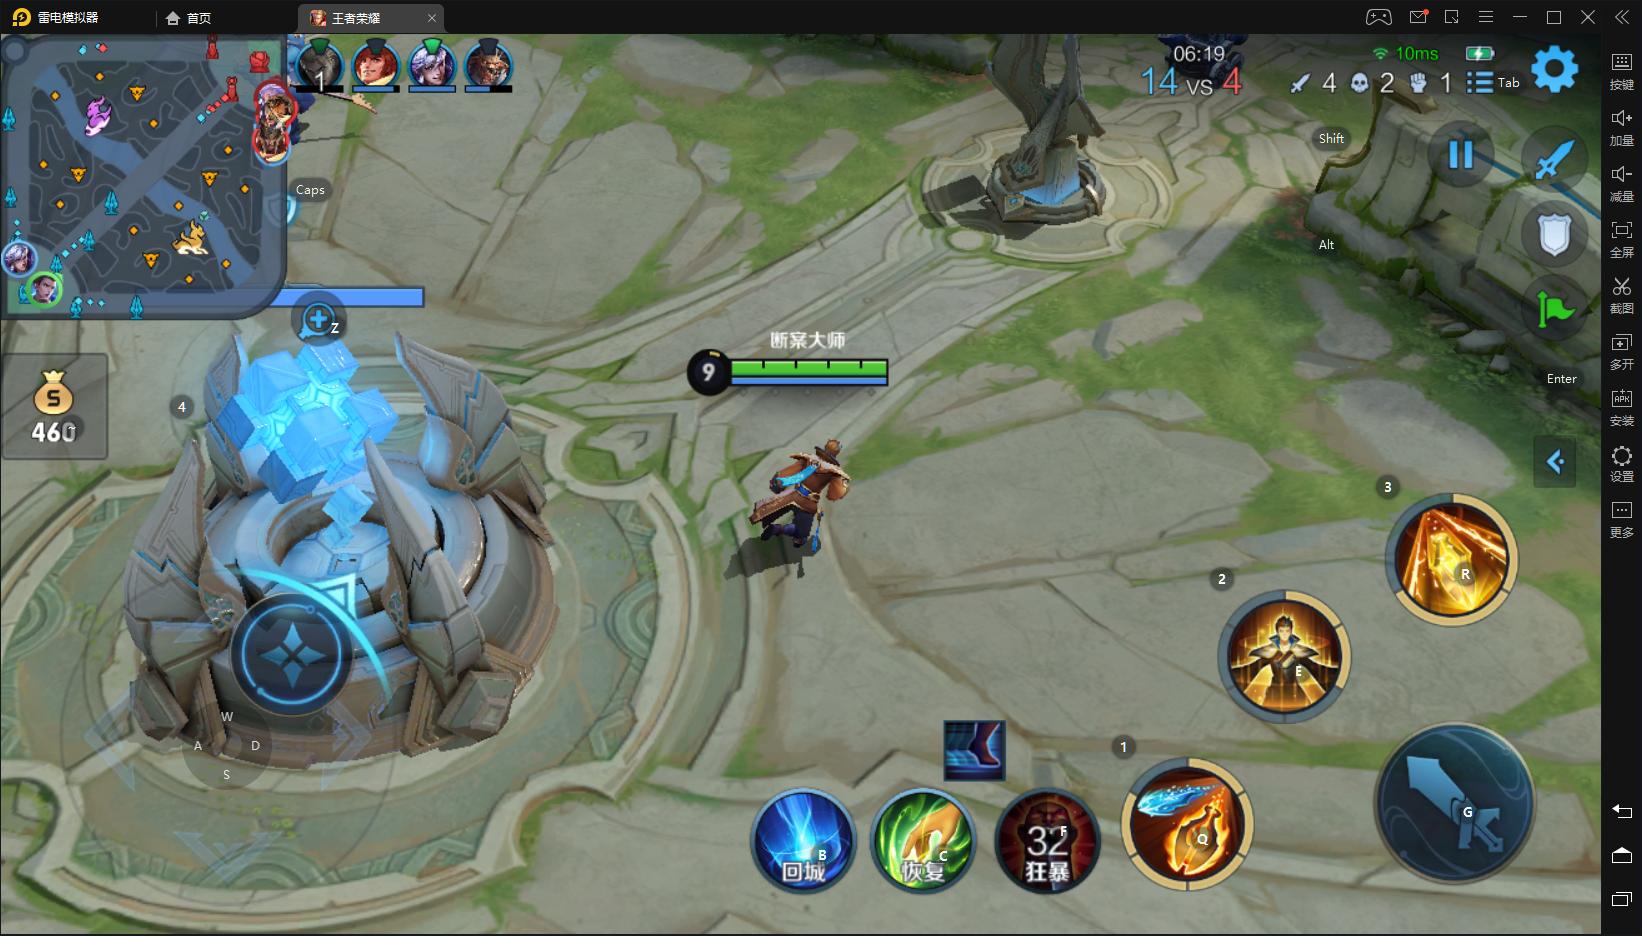 雷电模拟器
首页
王者荣耀
1
06:19
14 VS 4
10ms
4 2 1
Tab
按键
加量
减量
全屏
截图
多开
安装
设置
更多
APK
Shift
Caps
Alt
Z
Enter
断案大师
9
S
460
~
4
3
R
2
E
W
A
D
S
1
G
Q
B
回城
C
恢复
32
F
狂暴